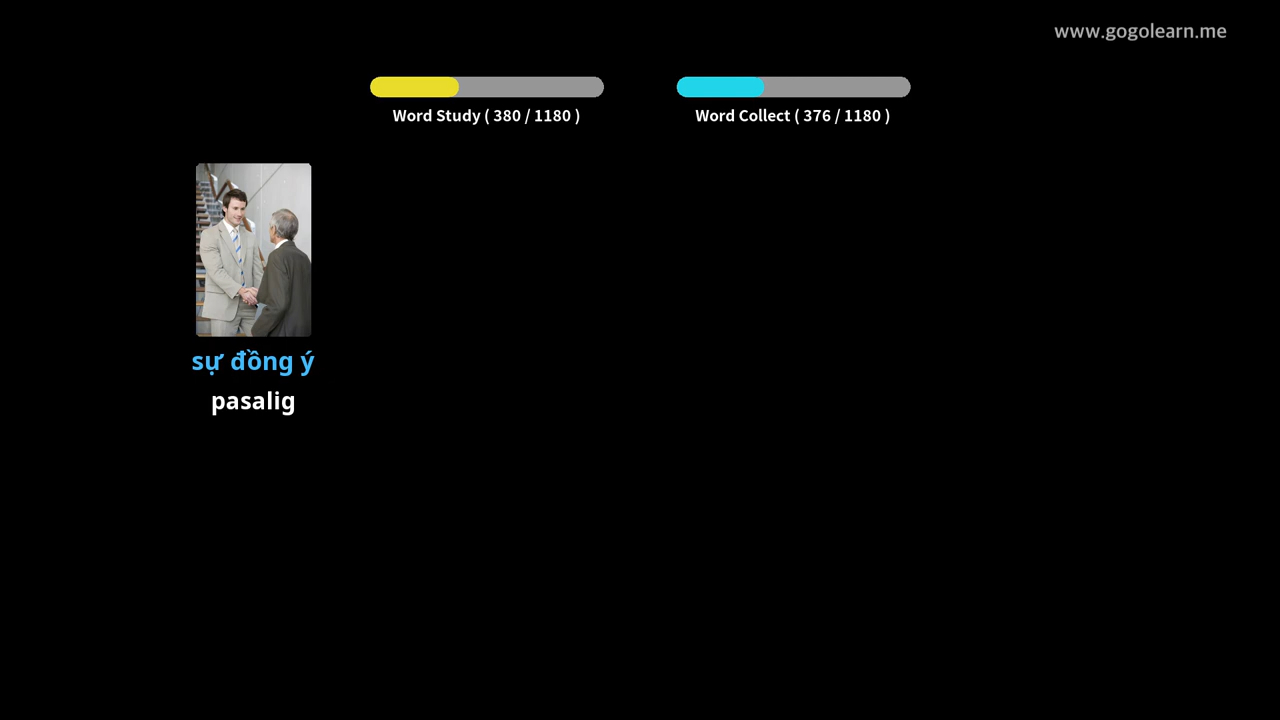 www.gogolearn.me
Word Study ( 380 / 1180 )
Word Collect ( 376 / 1180 )
sự đồng ý
pasalig